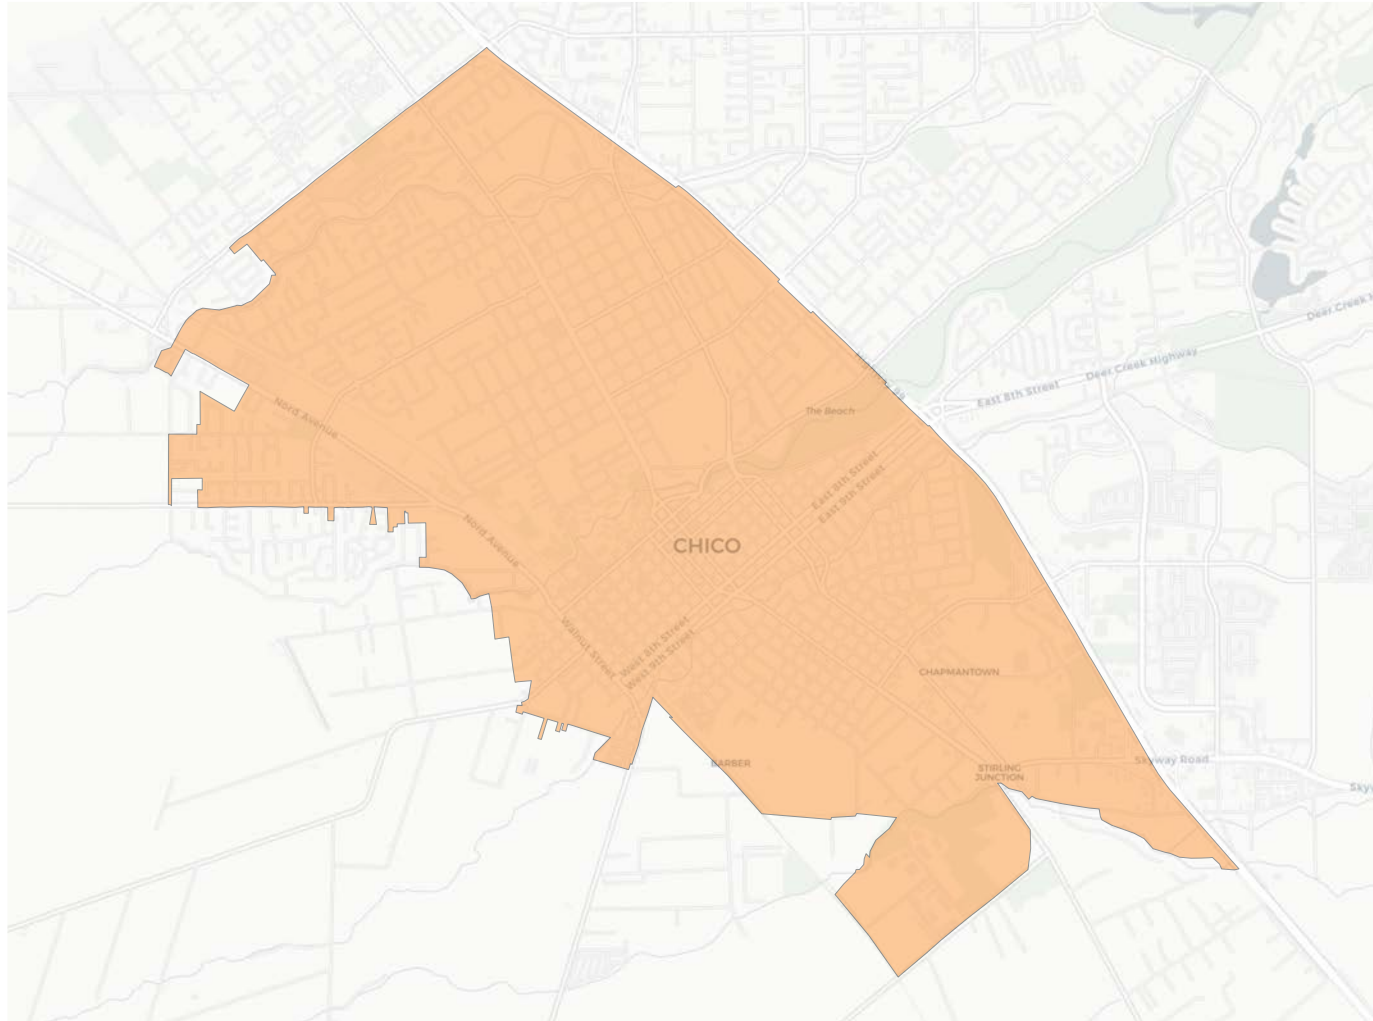 Deer Creek H
Deer Creek Highway
East 8th Street
The Beach
Nord Avenue
East 8th Street
East 9th Street
Nord Avenue
CHICO
Walnut Street
West 8th Street
West 9th Street
CHAPMANTOWN
BARBER
STIRLING
JUNCTION
Skyway Road
Sky